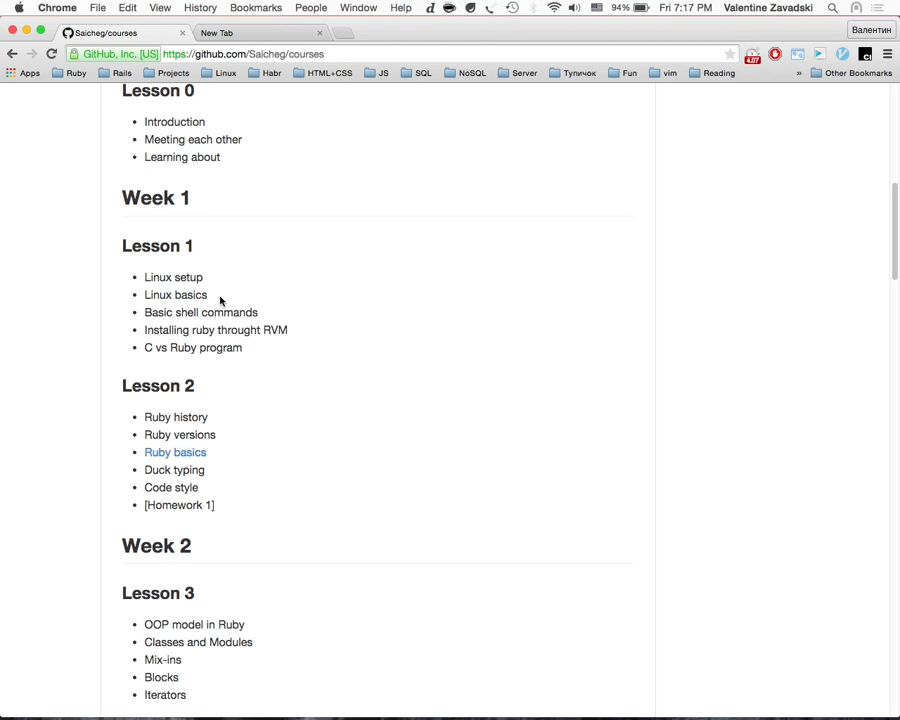 Chrome File Edit View History Bookmarks People Window Help 94% Fri 7:17 PM Valentine Zavadski
Saicheg/courses New Tab Валентин
GitHub, Inc. [US] https://github.com/Saicheg/courses 4.07
Apps Ruby Rails Projects Linux Habr HTML+CSS JS SQL NoSQL Server Тупичок Fun vim Reading » Other Bookmarks
Lesson 0
• Introduction
• Meeting each other
• Learning about
Week 1
Lesson 1
• Linux setup
• Linux basics
• Basic shell commands
• Installing ruby throught RVM
• C vs Ruby program
Lesson 2
• Ruby history
• Ruby versions
• Ruby basics
• Duck typing
• Code style
• [Homework 1]
Week 2
Lesson 3
• OOP model in Ruby
• Classes and Modules
• Mix-ins
• Blocks
• Iterators